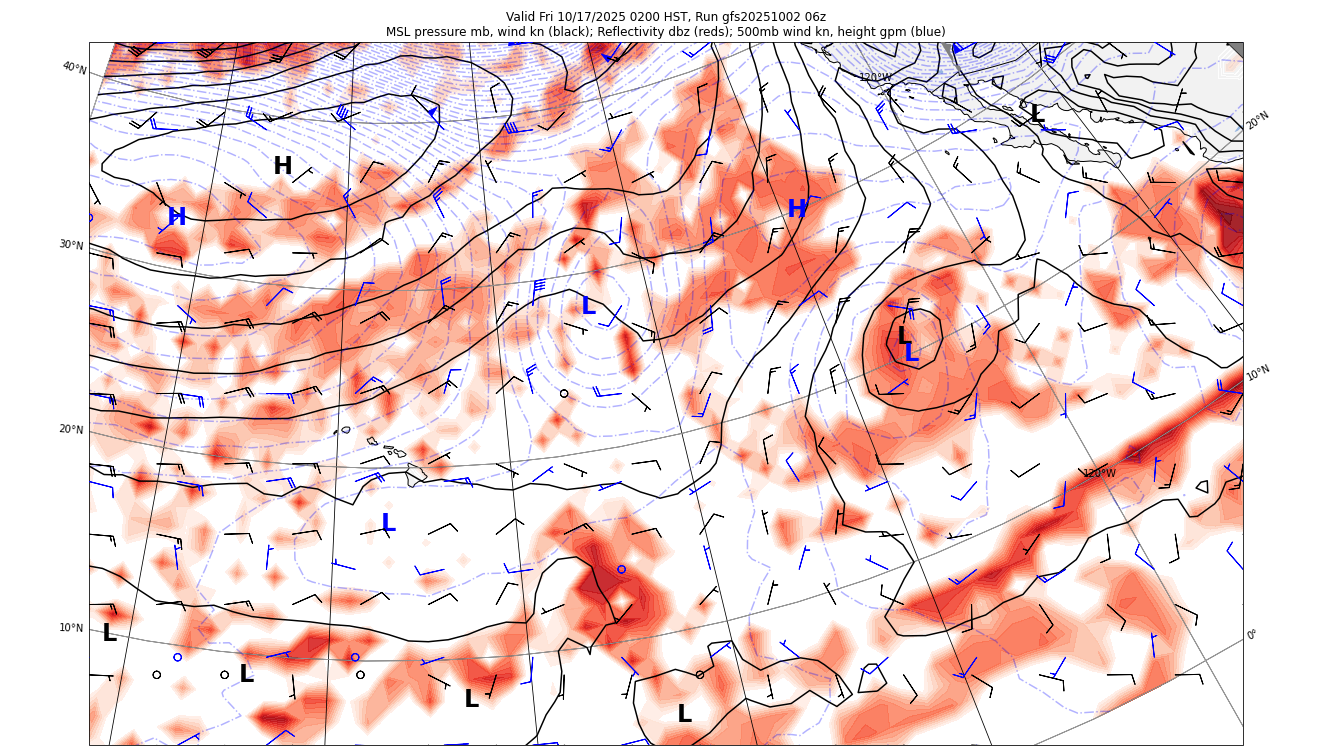 Valid Fri 10/17/2025 0200 HST, Run gfs20251002 06z
MSL pressure mb, wind kn (black); Reflectivity dbz (reds); 500mb wind kn, height gpm (blue)
40°N
120°W
L
20°N
H
H
H
30°N
L
L
L
10°N
20°N
120°W
L
10°N
L
0°
L
L
L